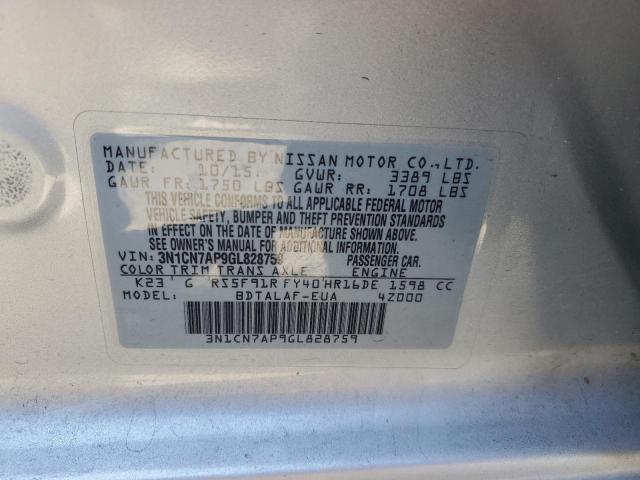 MANUFACTURED BY NISSAN MOTOR CO.,LTD.
DATE: 10/15 GVWR: 3389 LBS
GAWR FR: 1750 LBS GAWR RR: 1708 LBS
THIS VEHICLE CONFORMS TO ALL APPLICABLE FEDERAL MOTOR
VEHICLE SAFETY, BUMPER AND THEFT PREVENTION STANDARDS
IN EFFECT ON THE DATE OF MANUFACTURE SHOWN ABOVE.
SEE OWNER'S MANUAL FOR ADDITIONAL INFORMATION.
VIN: 3N1CN7AP9GL828759 PASSENGER CAR.
COLOR TRIM TRANS AXLE ENGINE
K23 G RS5F91R FY40 HR16DE 1598 CC
MODEL: BDTALAF-EUA 4Z000
3N1CN7AP9GL828759